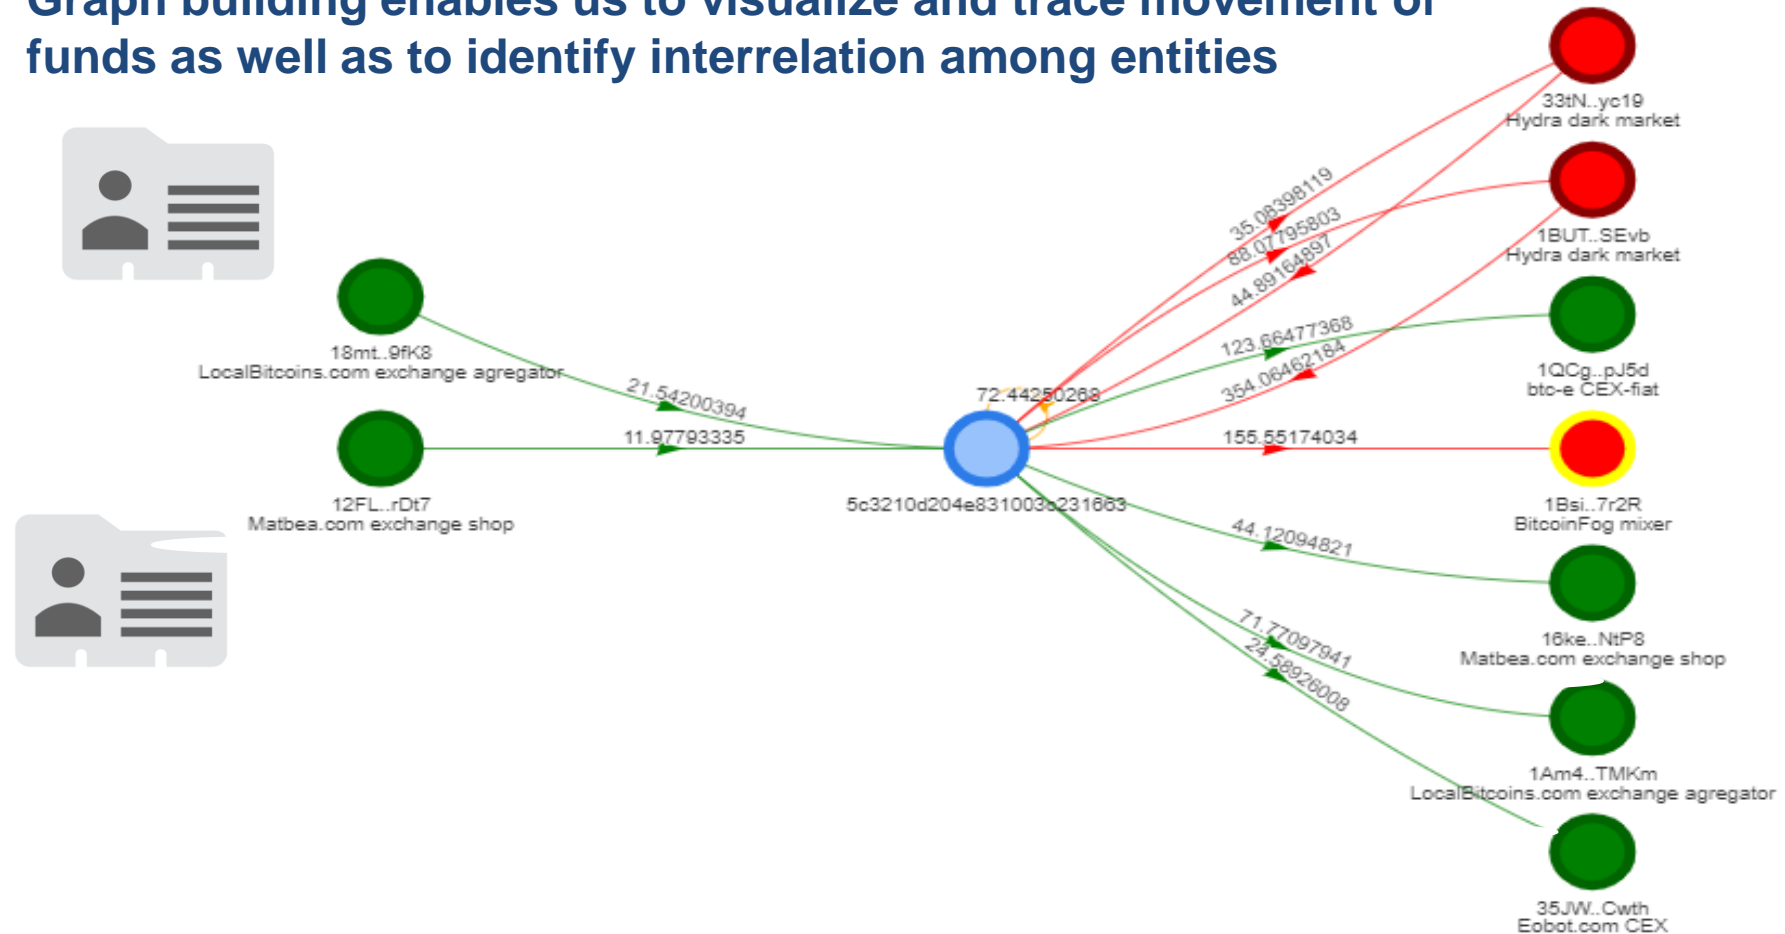 Graph building enables us to visualize and trace movement of
funds as well as to identify interrelation among entities
33tN..yc19
Hydra dark market
35.08398119
1BUT..SEvb
Hydra dark market
88.07795803
44.89164897
18mt..9fK8
LocalBitcoins.com exchange agregator
21.54200394
123.66477368
1QCg..pJ5d
btc-e CEX-fiat
354.06462184
72.44250268
11.97793335
155.55174034
12FL..rDt7
Matbea.com exchange shop
5c3210d204e831003c231663
1Bsi..7r2R
BitcoinFog mixer
44.12094821
16ke..NtP8
Matbea.com exchange shop
71.77097941
24.58926008
1Am4..TMKm
LocalBitcoins.com exchange agregator
35JW..Cwth
Eobot.com CEX